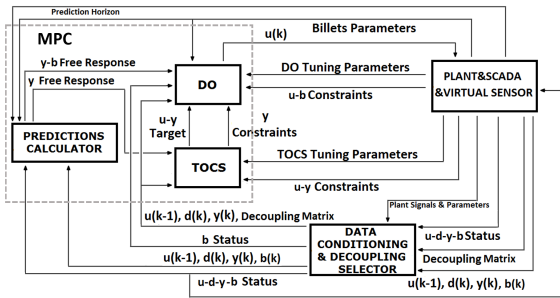 Prediction Horizon
Billets Parameters
MPC
u(k)
y-b Free Response
DO
DO Tuning Parameters
PLANT&SCADA
&VIRTUAL SENSOR
y Free Response
u-b Constraints
u-y
Target
y
Constraints
PREDICTIONS
CALCULATOR
TOCS
TOCS Tuning Parameters
u-y Constraints
Plant Signals & Parameters
u(k-1), d(k), y(k), Decoupling Matrix
b Status
DATA
CONDITIONING
& DECOUPLING
SELECTOR
u-d-y-b Status
Decoupling Matrix
u(k-1), d(k), y(k), b(k)
u-d-y-b Status
u(k-1), d(k), y(k), b(k)